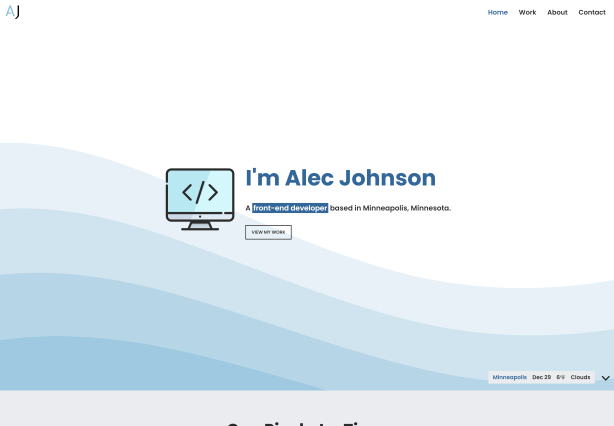 AJ
Home Work About Contact
</>
I'm Alec Johnson
A front-end developer based in Minneapolis, Minnesota.
VIEW MY WORK
Minneapolis Dec 29 6°F Clouds